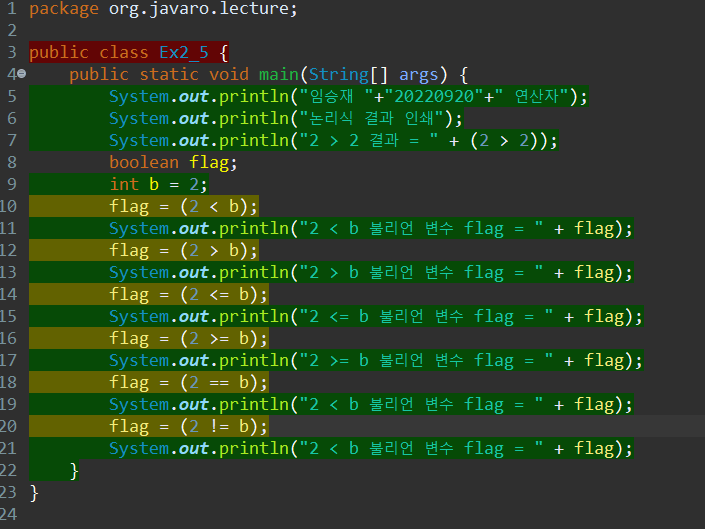 1 package org.javaro.lecture;
2
3 public class Ex2_5 {
4     public static void main(String[] args) {
5         System.out.println("임승재 "+"20220920"+" 연산자");
6         System.out.println("논리식 결과 인쇄");
7         System.out.println("2 > 2 결과 = " + (2 > 2));
8         boolean flag;
9         int b = 2;
10         flag = (2 < b);
11         System.out.println("2 < b 불리언 변수 flag = " + flag);
12         flag = (2 > b);
13         System.out.println("2 > b 불리언 변수 flag = " + flag);
14         flag = (2 <= b);
15         System.out.println("2 <= b 불리언 변수 flag = " + flag);
16         flag = (2 >= b);
17         System.out.println("2 >= b 불리언 변수 flag = " + flag);
18         flag = (2 == b);
19         System.out.println("2 < b 불리언 변수 flag = " + flag);
20         flag = (2 != b);
21         System.out.println("2 < b 불리언 변수 flag = " + flag);
22     }
23 }
24